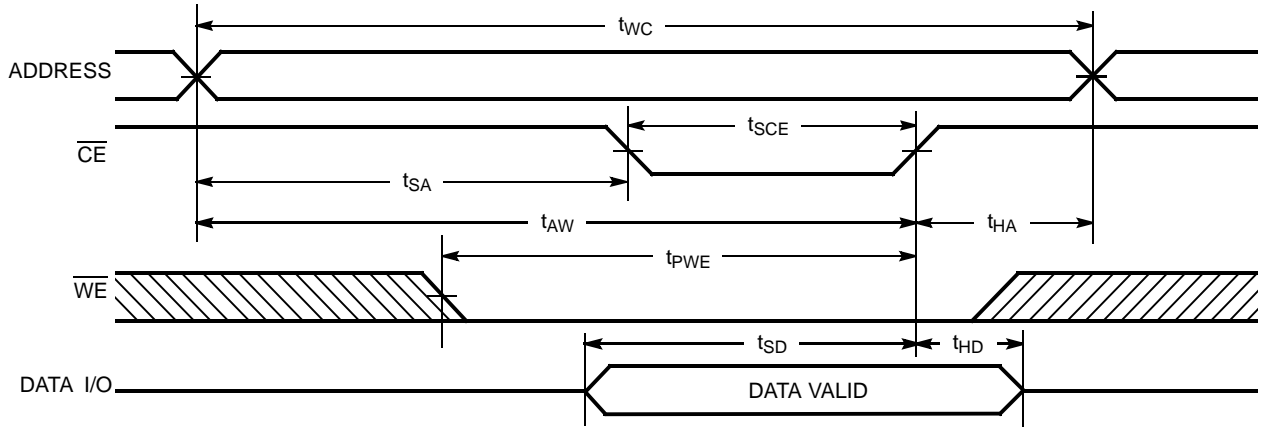 tWC
ADDRESS
tSCE
CE
tSA
tAW
tHA
tPWE
WE
tSD
tHD
DATA I/O
DATA VALID